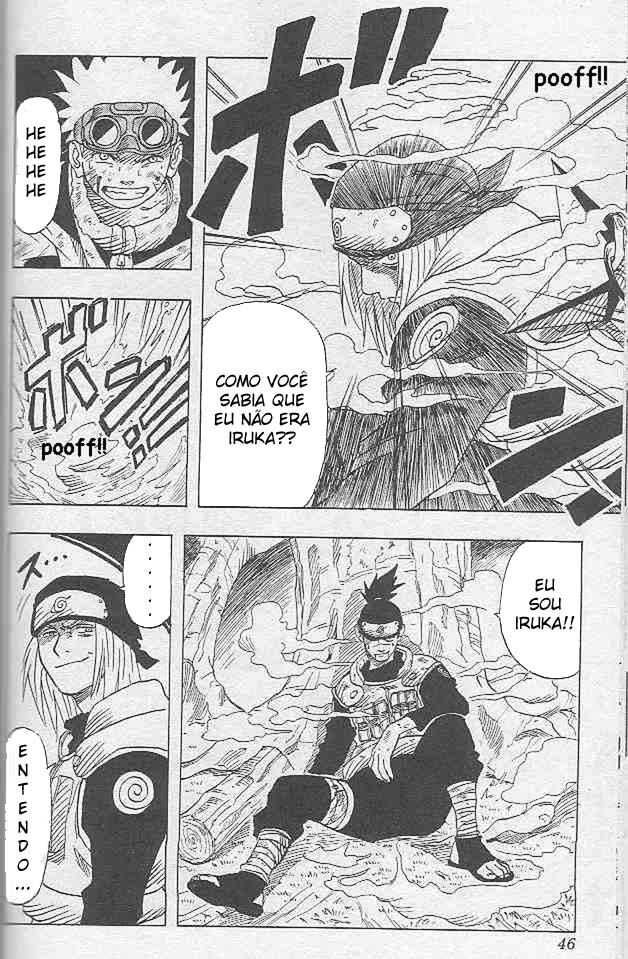 pooff!!
ボン
COMO VOCÊ
SABIA QUE
EU NÃO ERA
IRUKA??
HE
HE
HE
HE
ボン
pooff!!
EU
SOU
IRUKA!!
ス...
.....
E
N
T
E
N
D
O
...
46